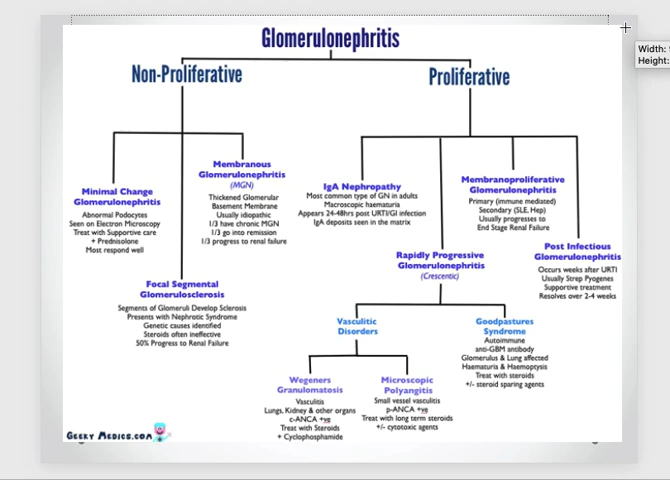 Glomerulonephritis
Non-Proliferative
Proliferative
Width:
Height:
Minimal Change
Glomerulonephritis
Abnormal Podocytes
Seen on Electron Microscopy
Treat with Supportive care
+ Prednisolone
Most respond well
Membranous
Glomerulonephritis
(MGN)
Thickened Glomerular
Basement Membrane
Usually idiopathic
1/3 have chronic MGN
1/3 go into remission
1/3 progress to renal failure
Focal Segmental
Glomerulosclerosis
Segments of Glomeruli Develop Sclerosis
Presents with Nephrotic Syndrome
Genetic causes identified
Steroids often ineffective
50% Progress to Renal Failure
IgA Nephropathy
Most common type of GN in adults
Macroscopic haematuria
Appears 24-48hrs post URTI/GI infection
IgA deposits seen in the matrix
Membranoproliferative
Glomerulonephritis
Primary (immune mediated)
Secondary (SLE, Hep)
Usually progresses to
End Stage Renal Failure
Rapidly Progressive
Glomerulonephritis
(Crescentic)
Post Infectious
Glomerulonephritis
Occurs weeks after URTI
Usually Strep Pyogenes
Supportive treatment
Resolves over 2-4 weeks
Vasculitic
Disorders
Goodpastures
Syndrome
Autoimmune
anti-GBM antibody
Glomerulus & Lung affected
Haematuria & Haemoptysis
Treat with steroids
+/- steroid sparing agents
Wegeners
Granulomatosis
Vasculitis
Lungs, Kidney & other organs
c-ANCA +ve
Treat with Steroids
+ Cyclophosphamide
Microscopic
Polyangitis
Small vessel vasculitis
p-ANCA +ve
Treat with long term steroids
+/- cytotoxic agents
Geeky Medics.com